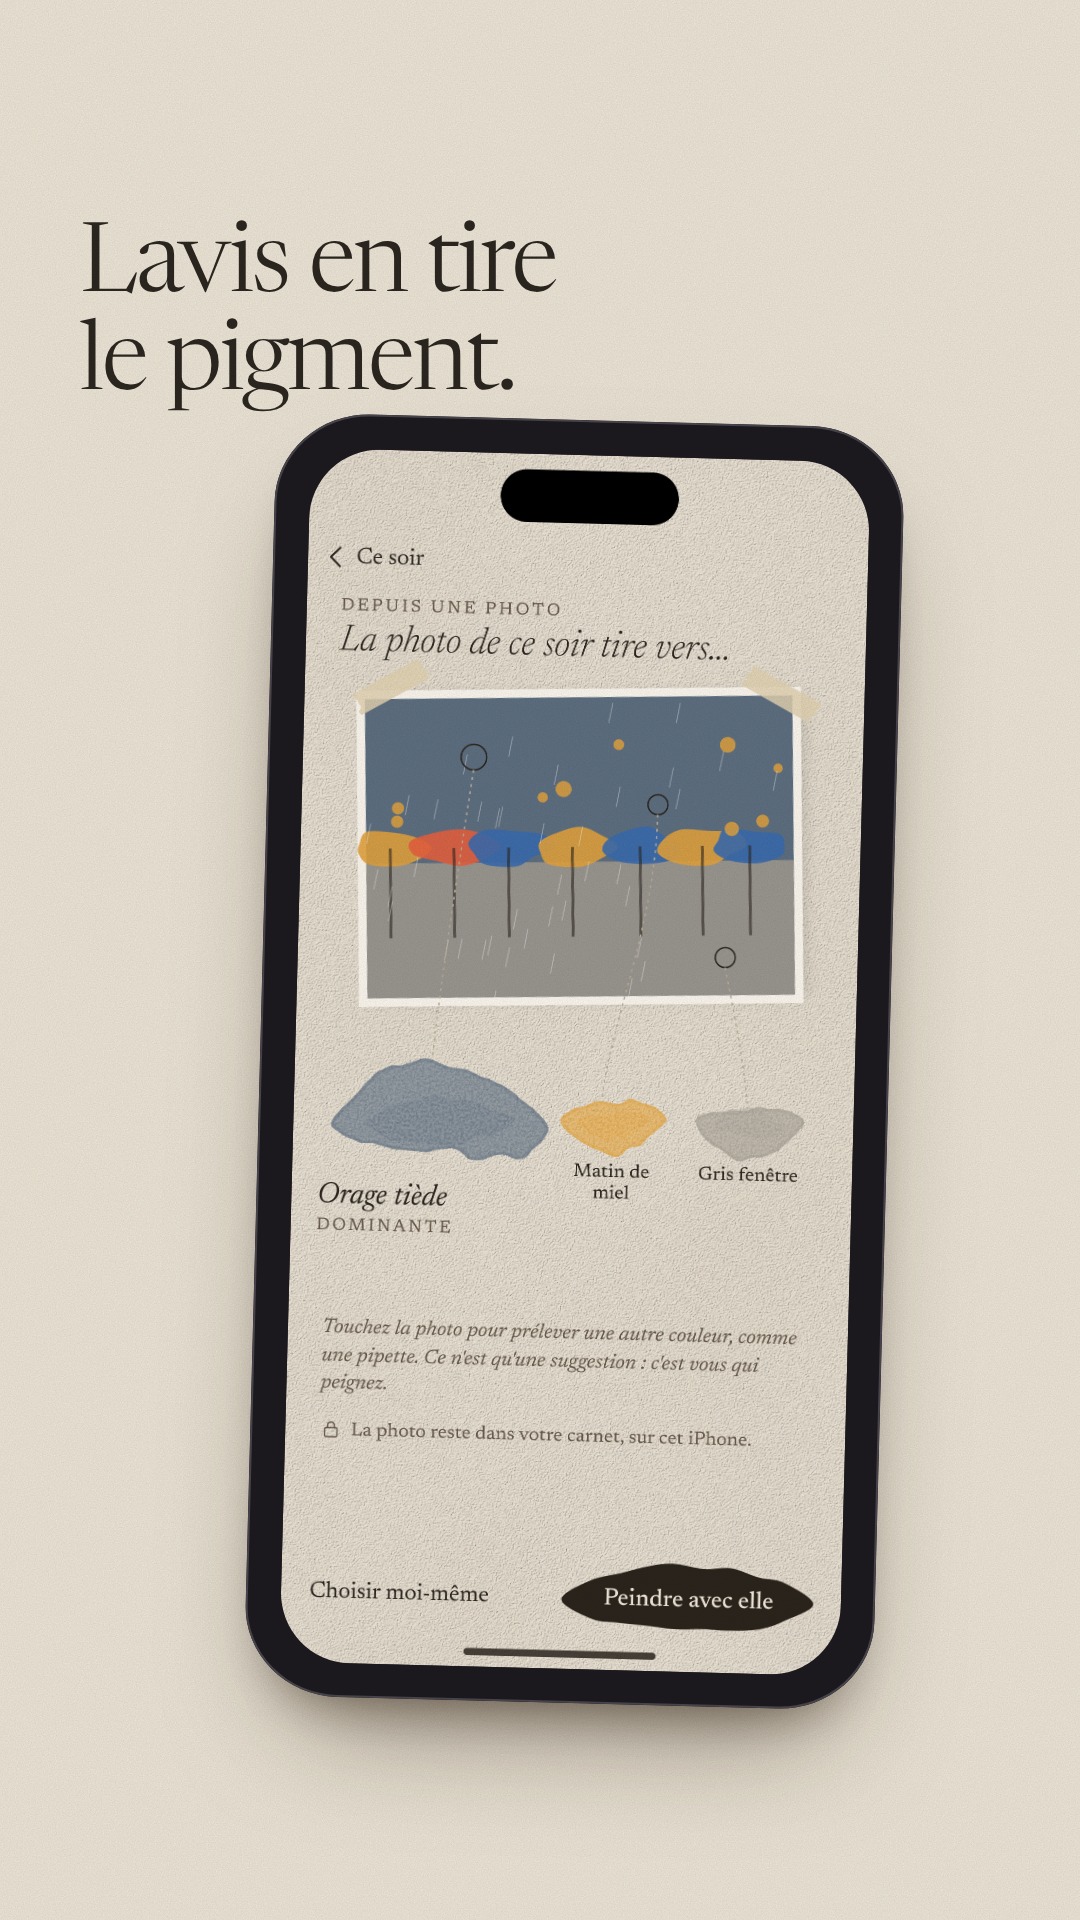 Lavis en tire
le pigment.
Ce soir
DEPUIS UNE PHOTO
La photo de ce soir tire vers...
Orage tiède
DOMINANTE
Matin de
miel
Gris fenêtre
Touchez la photo pour prélever une autre couleur, comme
une pipette. Ce n'est qu'une suggestion : c'est vous qui
peignez.
La photo reste dans votre carnet, sur cet iPhone.
Choisir moi-même
Peindre avec elle